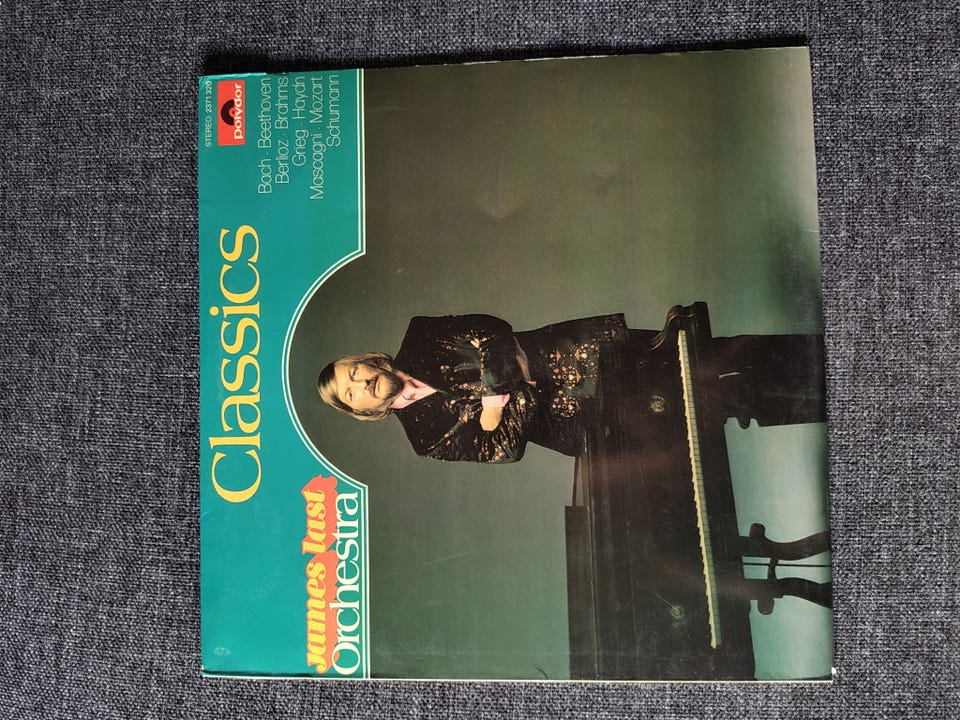 STEREO 2371 320
polydor
Classics
Bach · Beethoven
Berlioz · Brahms
Grieg · Haydn
Mascagni · Mozart
Schumann
James Last
Orchestra